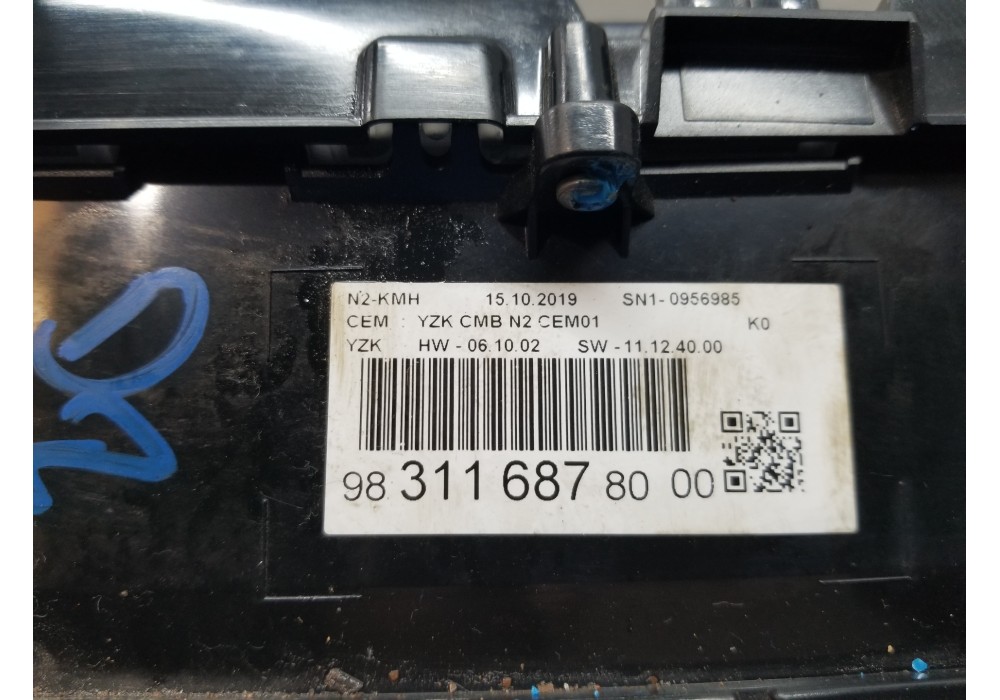 N2-KMH 15.10.2019 SN1- 0956985
CEM : YZK CMB N2 CEM01 K0
YZK HW - 06.10.02 SW - 11.12.40.00
98 311 687 80 00